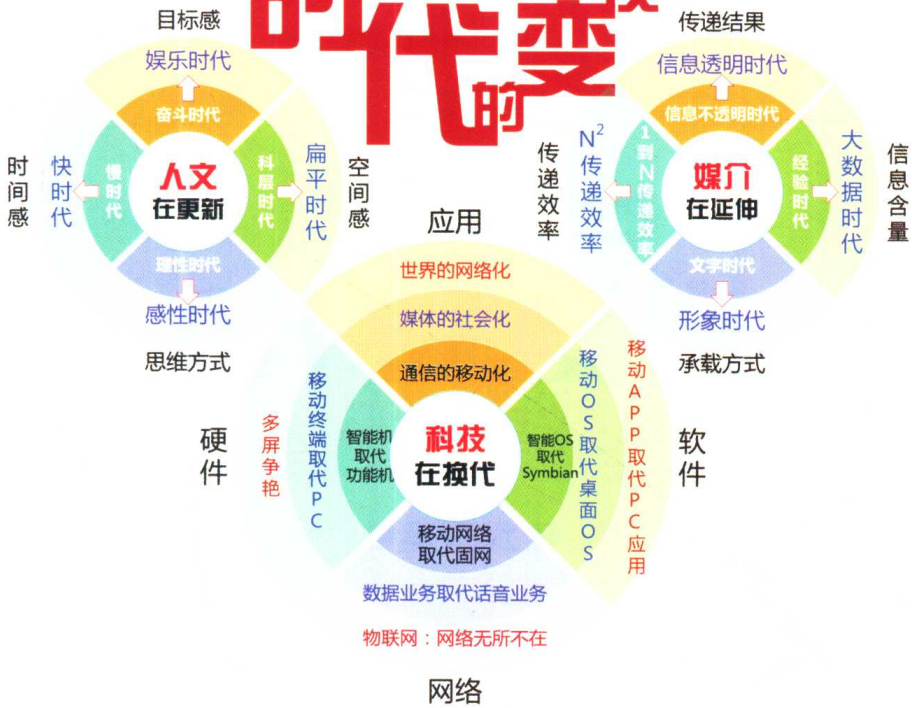 时代的变
目标感
娱乐时代
奋斗时代
时间感
快时代
慢时代
人文
在更新
科层时代
扁平时代
空间感
理性时代
感性时代
思维方式
传递结果
信息透明时代
信息不透明时代
传递效率
N²传递效率
1到N传递效率
媒介
在延伸
经验时代
大数据时代
信息含量
文字时代
形象时代
承载方式
应用
世界的网络化
媒体的社会化
通信的移动化
硬件
多屏争艳
移动终端取代PC
智能机
取代
功能机
科技
在换代
智能OS
取代
Symbian
移动OS取代桌面OS
移动APP取代PC应用
软件
移动网络
取代固网
数据业务取代话音业务
物联网：网络无所不在
网络